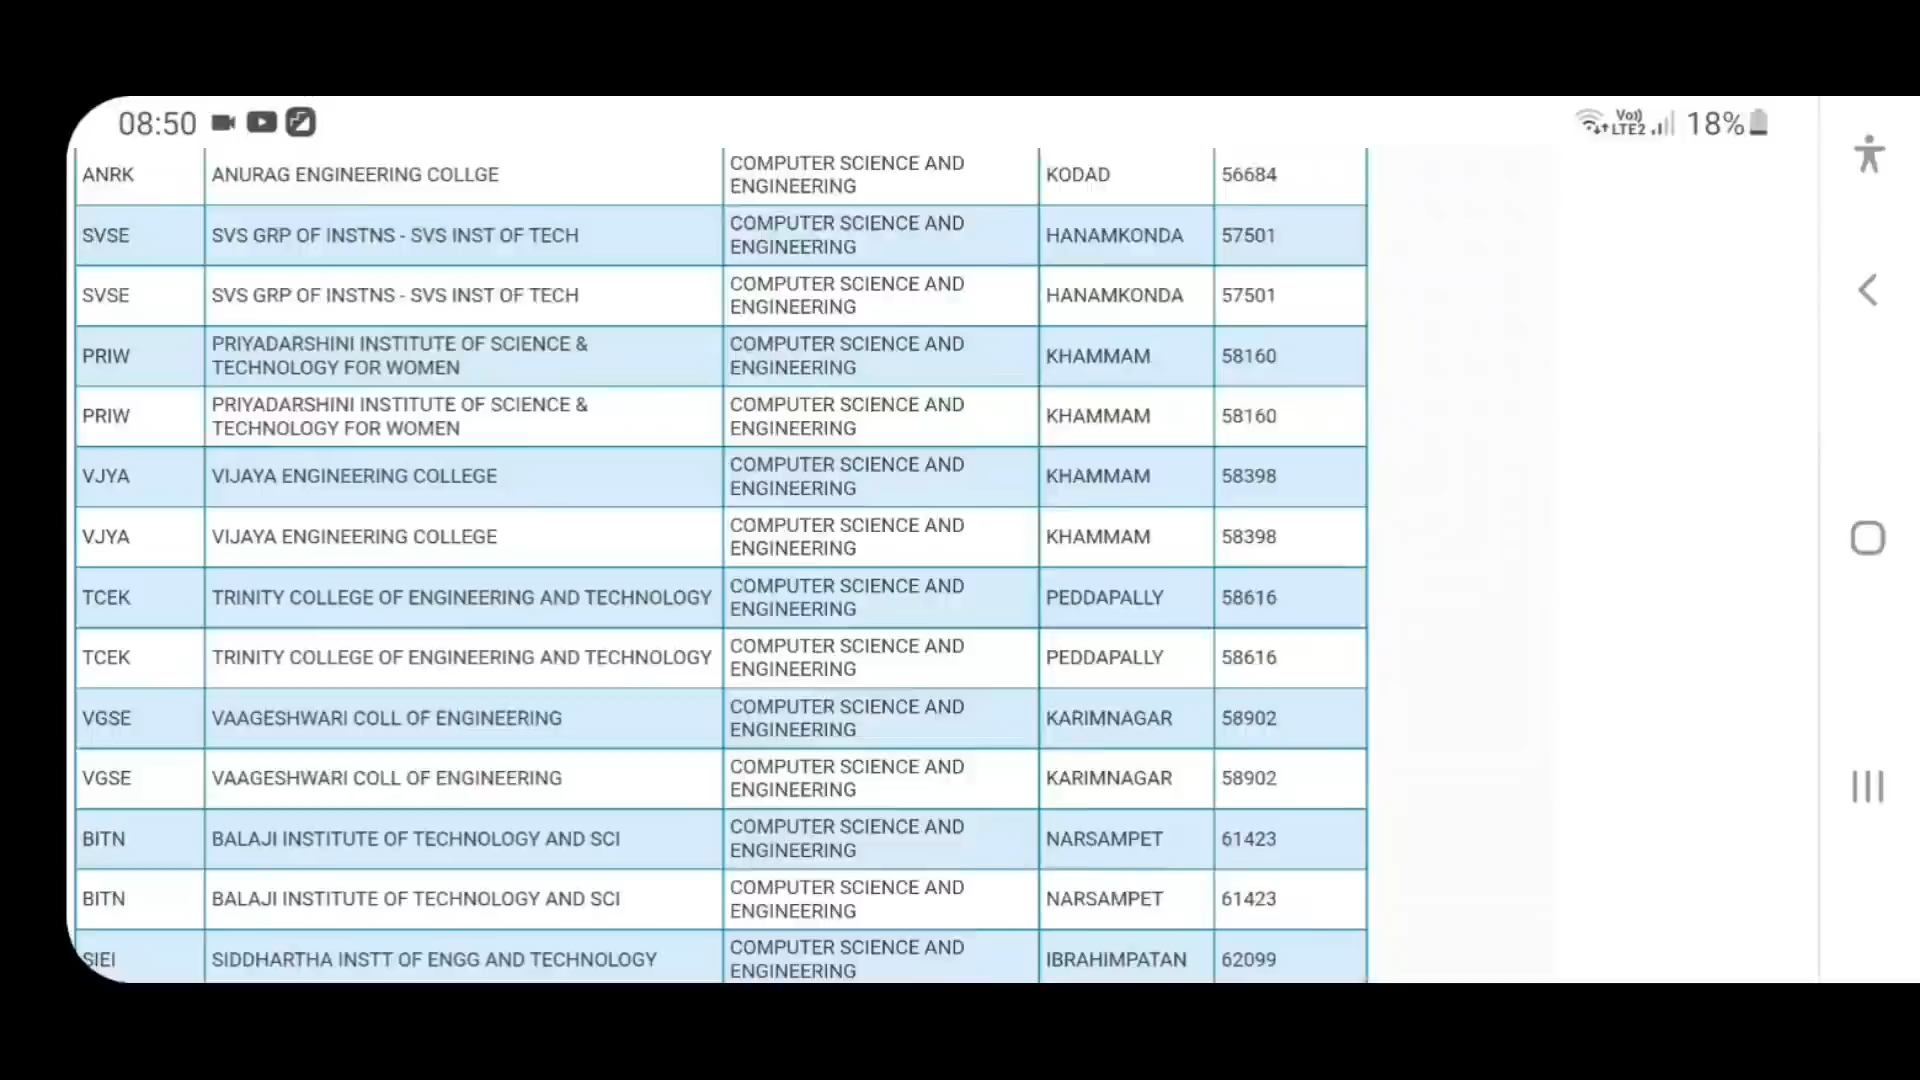 08:50
Vo)) LTE2 18%
ANRK ANURAG ENGINEERING COLLGE COMPUTER SCIENCE AND ENGINEERING KODAD 56684
SVSE SVS GRP OF INSTNS - SVS INST OF TECH COMPUTER SCIENCE AND ENGINEERING HANAMKONDA 57501
SVSE SVS GRP OF INSTNS - SVS INST OF TECH COMPUTER SCIENCE AND ENGINEERING HANAMKONDA 57501
PRIW PRIYADARSHINI INSTITUTE OF SCIENCE & TECHNOLOGY FOR WOMEN COMPUTER SCIENCE AND ENGINEERING KHAMMAM 58160
PRIW PRIYADARSHINI INSTITUTE OF SCIENCE & TECHNOLOGY FOR WOMEN COMPUTER SCIENCE AND ENGINEERING KHAMMAM 58160
VJYA VIJAYA ENGINEERING COLLEGE COMPUTER SCIENCE AND ENGINEERING KHAMMAM 58398
VJYA VIJAYA ENGINEERING COLLEGE COMPUTER SCIENCE AND ENGINEERING KHAMMAM 58398
TCEK TRINITY COLLEGE OF ENGINEERING AND TECHNOLOGY COMPUTER SCIENCE AND ENGINEERING PEDDAPALLY 58616
TCEK TRINITY COLLEGE OF ENGINEERING AND TECHNOLOGY COMPUTER SCIENCE AND ENGINEERING PEDDAPALLY 58616
VGSE VAAGESHWARI COLL OF ENGINEERING COMPUTER SCIENCE AND ENGINEERING KARIMNAGAR 58902
VGSE VAAGESHWARI COLL OF ENGINEERING COMPUTER SCIENCE AND ENGINEERING KARIMNAGAR 58902
BITN BALAJI INSTITUTE OF TECHNOLOGY AND SCI COMPUTER SCIENCE AND ENGINEERING NARSAMPET 61423
BITN BALAJI INSTITUTE OF TECHNOLOGY AND SCI COMPUTER SCIENCE AND ENGINEERING NARSAMPET 61423
SIEI SIDDHARTHA INSTT OF ENGG AND TECHNOLOGY COMPUTER SCIENCE AND ENGINEERING IBRAHIMPATAN 62099